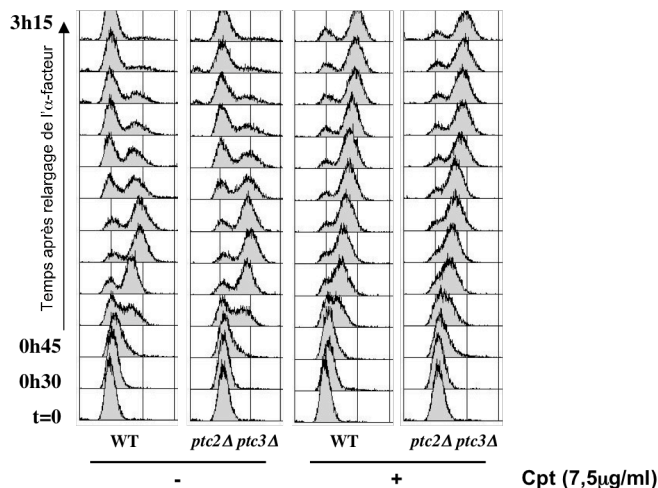 3h15
Temps après relargage de l'α-facteur
0h45
0h30
t=0
WT ptc2Δ ptc3Δ WT ptc2Δ ptc3Δ
- + Cpt (7,5µg/ml)